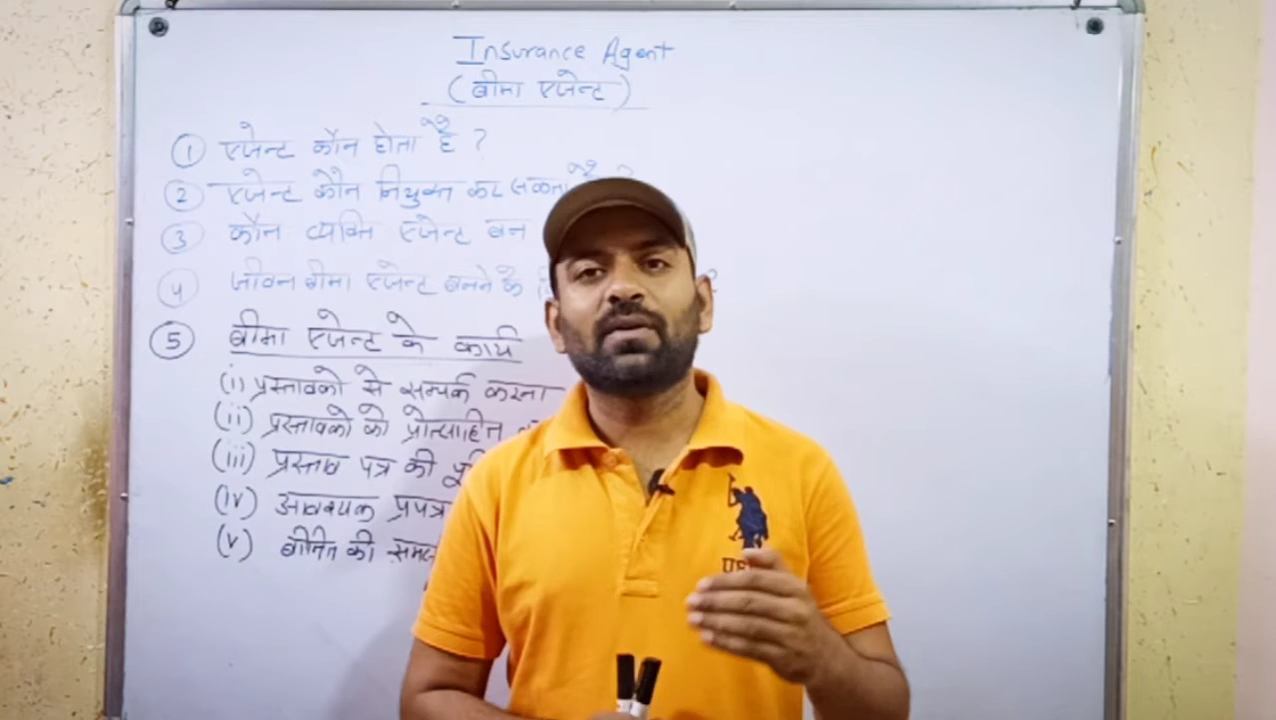 Insurance Agent
(बीमा एजेन्ट)
① एजेन्ट कौन होता है ?
② एजेन्ट कौन नियुक्त कर सकता है
③ कौन व्यक्ति एजेन्ट बन
④ जीवन बीमा एजेन्ट बनने के
⑤ बीमा एजेन्ट के कार्य
(i) प्रस्तावको से सम्पर्क करना
(ii) प्रस्तावको को प्रोत्साहित
(iii) प्रस्ताव पत्र की
(iv) आवश्यक प्रपत्र
(v) बीमित की